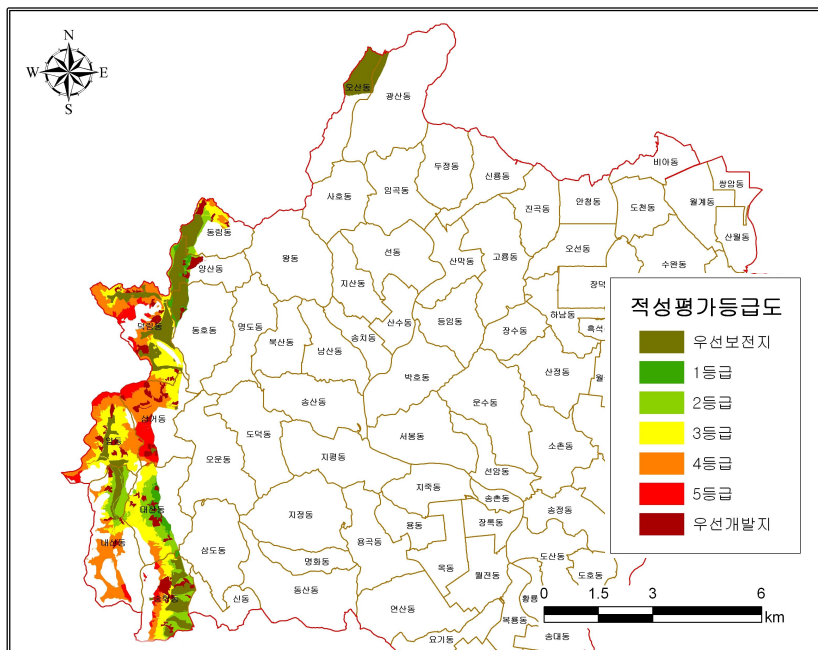 N
W E
S
오산동
광산동
비아동
두정동
신룡동
쌍암동
사호동
임곡동
진곡동
안청동
도천동
월계동
동림동
왕동
선동
산막동
고룡동
오선동
산월동
양산동
지산동
수완동
장덕
동호동
명도동
북산동
남산동
송치동
산수동
등임동
장수동
하남동
흑석
박호동
산정동
월
송산동
운수동
도덕동
서봉동
소촌동
오운동
지평동
선암동
지죽동
송촌동
송정동
대산동
지정동
용동
장록동
삼도동
용곡동
도산동
명화동
옥동
월전동
도호동
신동
동산동
연산동
황룡
복룡동
요기동
송대동
적성평가등급도
우선보전지
1등급
2등급
3등급
4등급
5등급
우선개발지
0 1.5 3 6
km